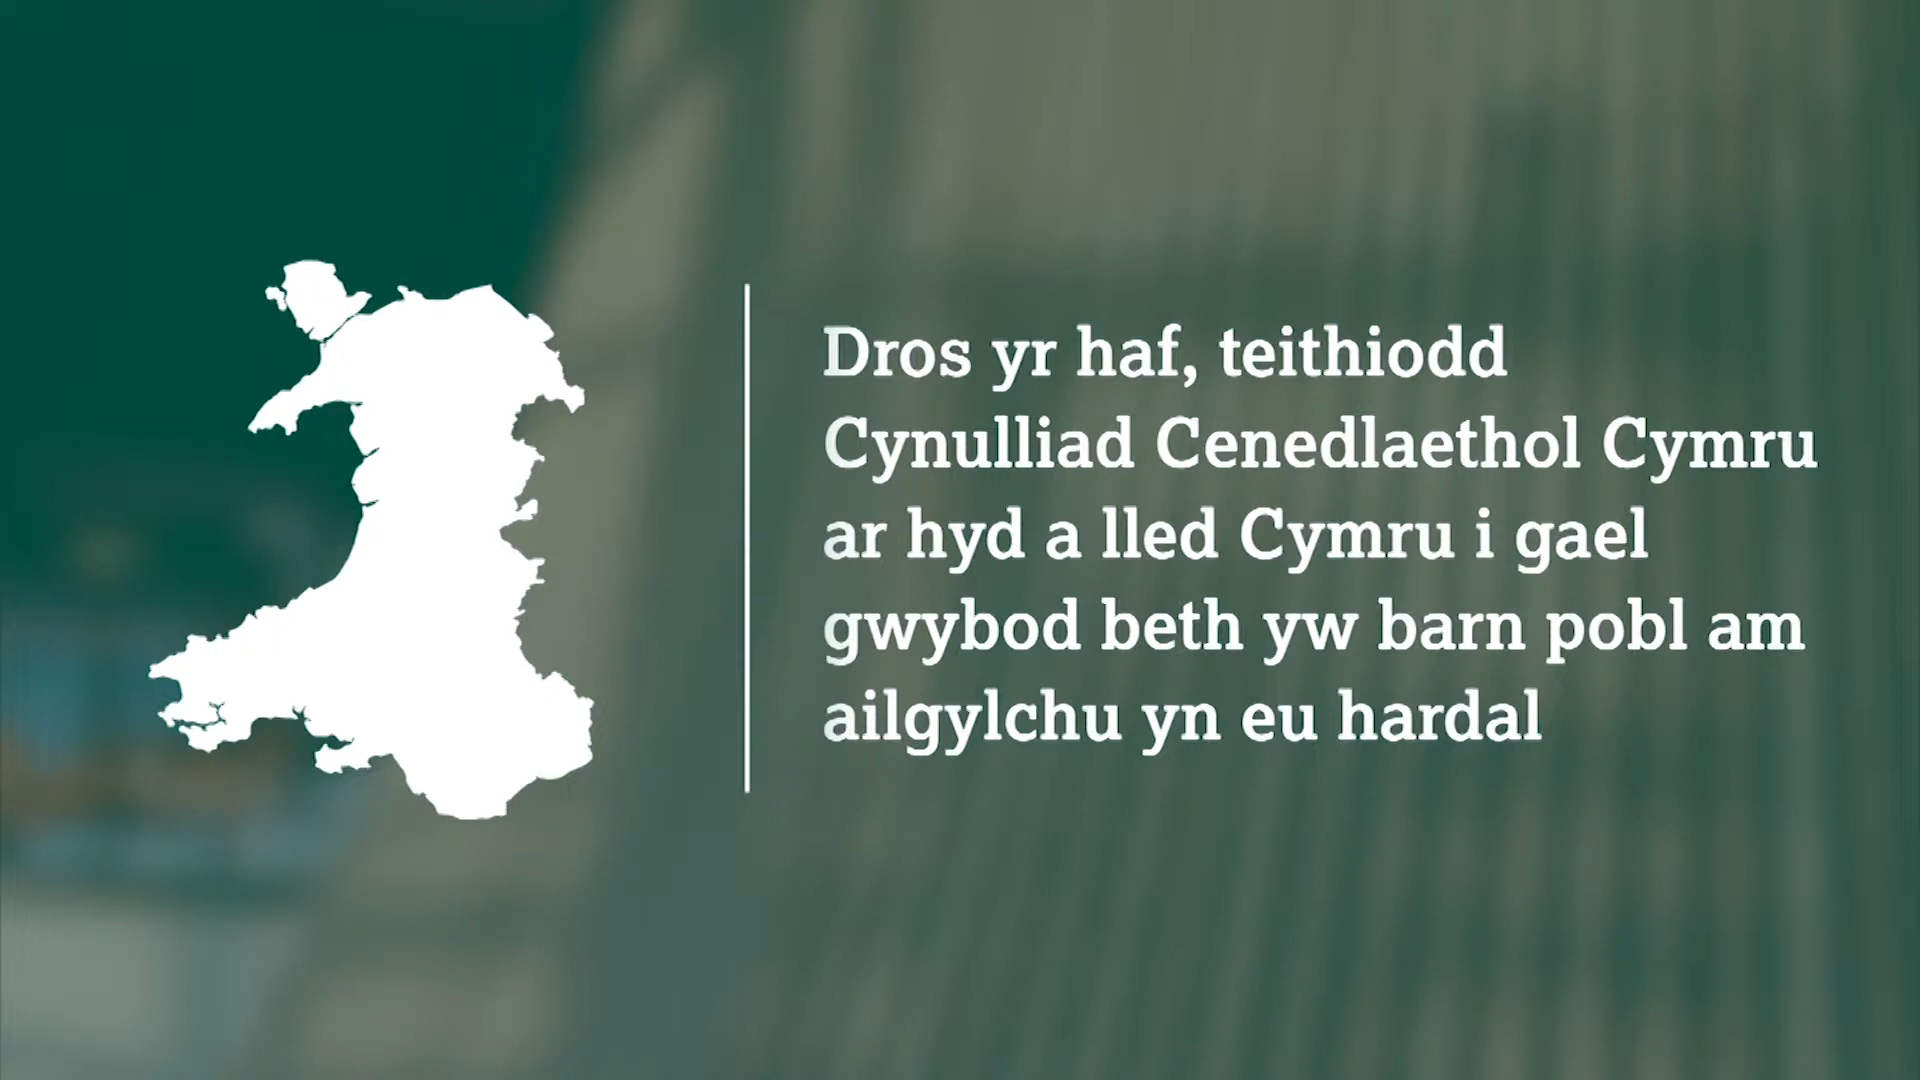 Dros yr haf, teithiodd
Cynulliad Cenedlaethol Cymru
ar hyd a lled Cymru i gael
gwybod beth yw barn pobl am
ailgylchu yn eu hardal